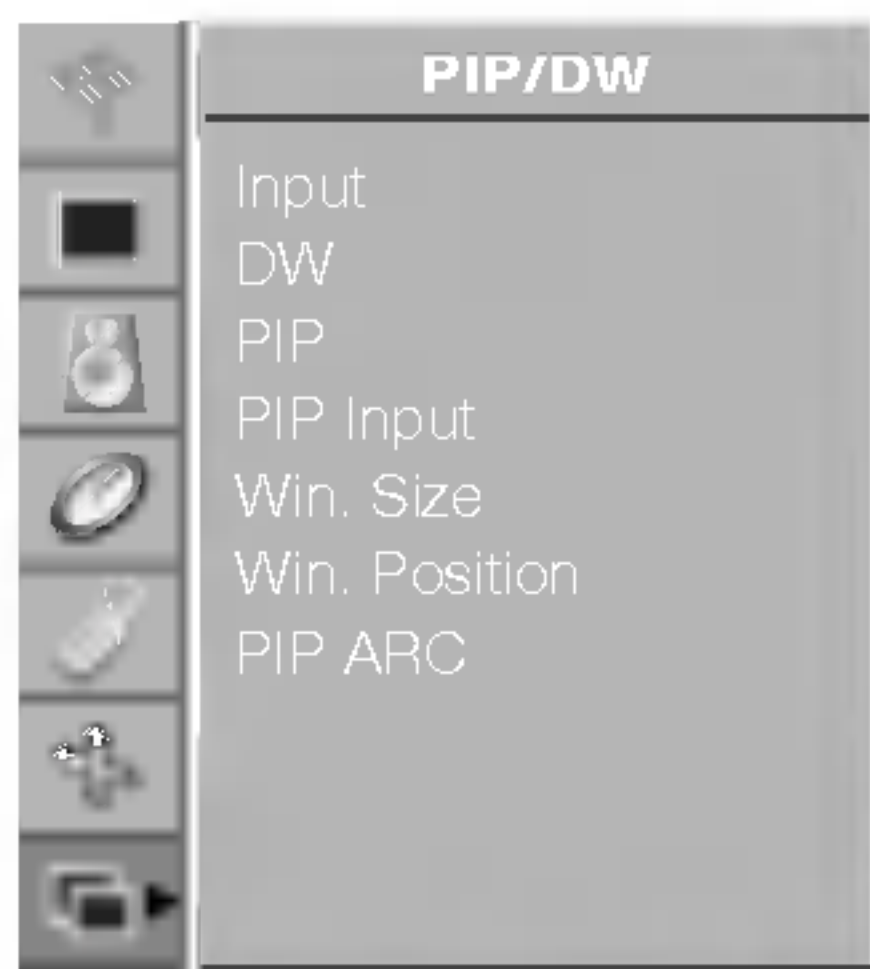 PIP/DW
Input
DW
PIP
PIP Input
Win. Size
Win. Position
PIP ARC